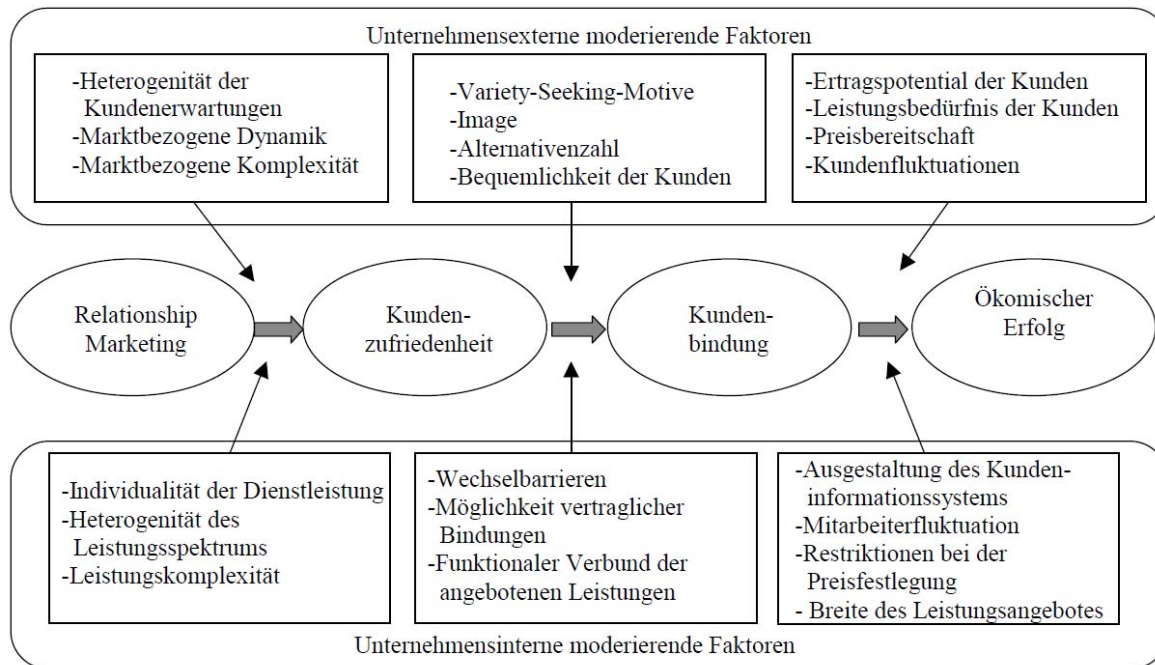 Unternehmensexterne moderierende Faktoren
-Heterogenität der
Kundenerwartungen
-Marktbezogene Dynamik
-Marktbezogene Komplexität
-Variety-Seeking-Motive
-Image
-Alternativenzahl
-Bequemlichkeit der Kunden
-Ertragspotential der Kunden
-Leistungsbedürfnis der Kunden
-Preisbereitschaft
-Kundenfluktuationen
Relationship
Marketing
Kunden-
zufriedenheit
Kunden-
bindung
Ökomischer
Erfolg
-Individualität der Dienstleistung
-Heterogenität des
Leistungsspektrums
-Leistungskomplexität
-Wechselbarrieren
-Möglichkeit vertraglicher
Bindungen
-Funktionaler Verbund der
angebotenen Leistungen
-Ausgestaltung des Kunden-
informationssystems
-Mitarbeiterfluktuation
-Restriktionen bei der
Preisfestlegung
- Breite des Leistungsangebotes
Unternehmensinterne moderierende Faktoren